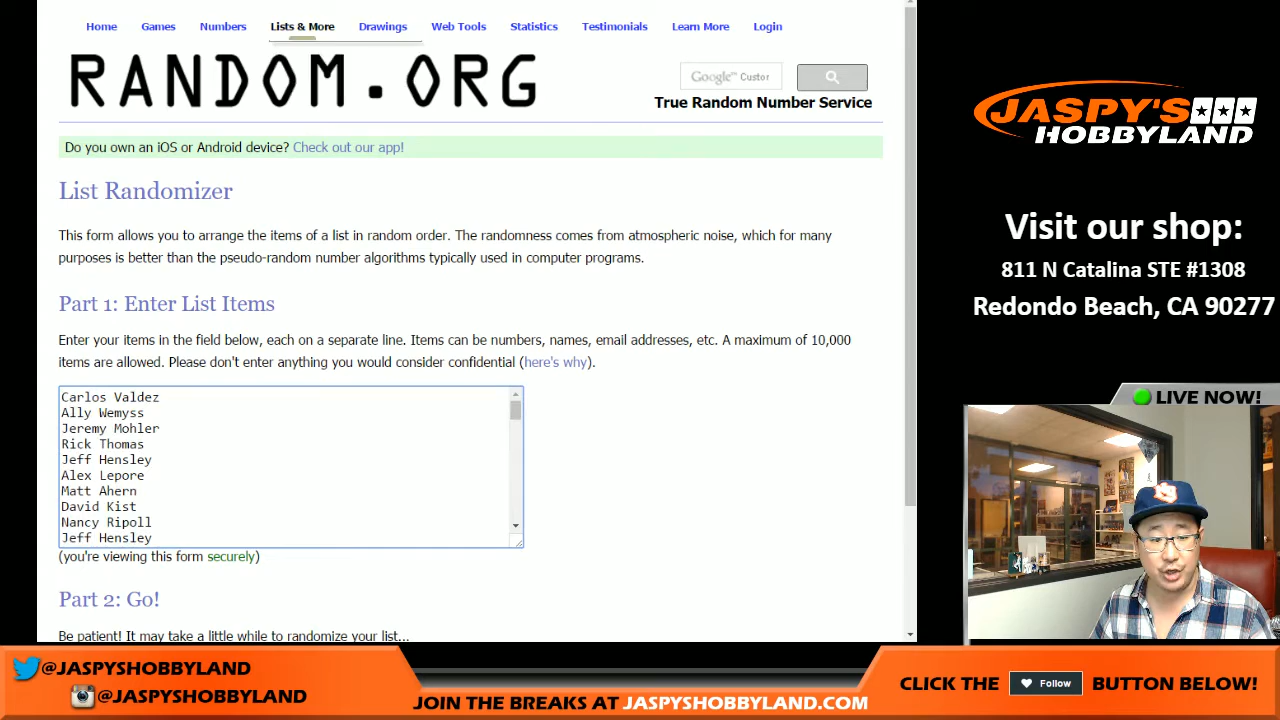 Home Games Numbers Lists & More Drawings Web Tools Statistics Testimonials Learn More Login
RANDOM.ORG
Google™ Custor
True Random Number Service
Do you own an iOS or Android device? Check out our app!
List Randomizer
This form allows you to arrange the items of a list in random order. The randomness comes from atmospheric noise, which for many
purposes is better than the pseudo-random number algorithms typically used in computer programs.
Part 1: Enter List Items
Enter your items in the field below, each on a separate line. Items can be numbers, names, email addresses, etc. A maximum of 10,000
items are allowed. Please don't enter anything you would consider confidential (here's why).
Carlos Valdez
Ally Wemyss
Jeremy Mohler
Rick Thomas
Jeff Hensley
Alex Lepore
Matt Ahern
David Kist
Nancy Ripoll
Jeff Hensley
(you're viewing this form securely)
Part 2: Go!
Be patient! It may take a little while to randomize your list...
JASPY'S
HOBBYLAND
Visit our shop:
811 N Catalina STE #1308
Redondo Beach, CA 90277
LIVE NOW!
@JASPYSHOBBYLAND
@JASPYSHOBBYLAND
JOIN THE BREAKS AT JASPYSHOBBYLAND.COM
CLICK THE Follow BUTTON BELOW!